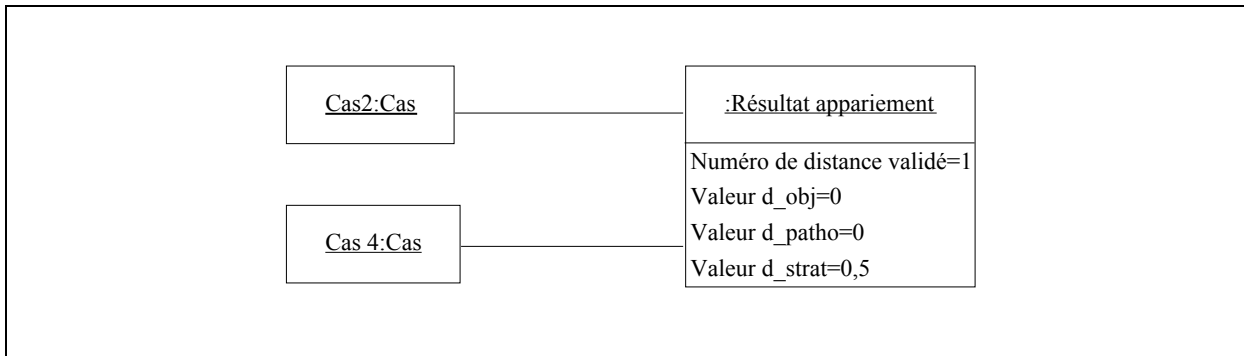 Cas2:Cas
:Résultat appariement
Numéro de distance validé=1
Valeur d_obj=0
Valeur d_patho=0
Valeur d_strat=0,5
Cas 4:Cas